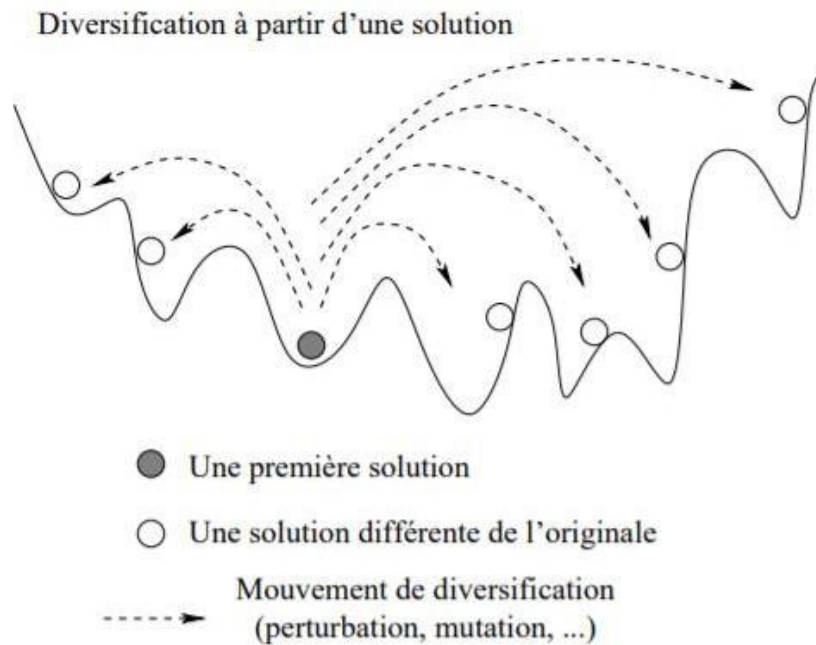 Diversification à partir d'une solution
Une première solution
Une solution différente de l'originale
Mouvement de diversification
(perturbation, mutation, ...)